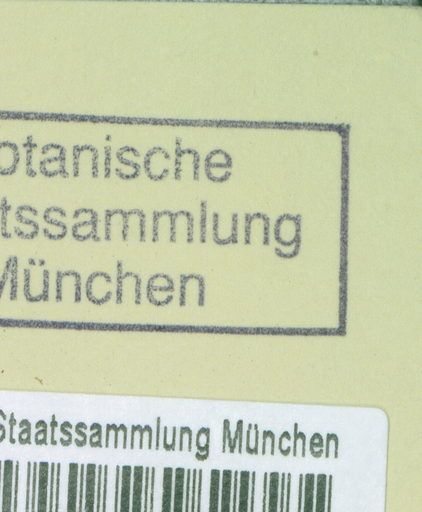 otanische
tssammlung
München
Staatssammlung München